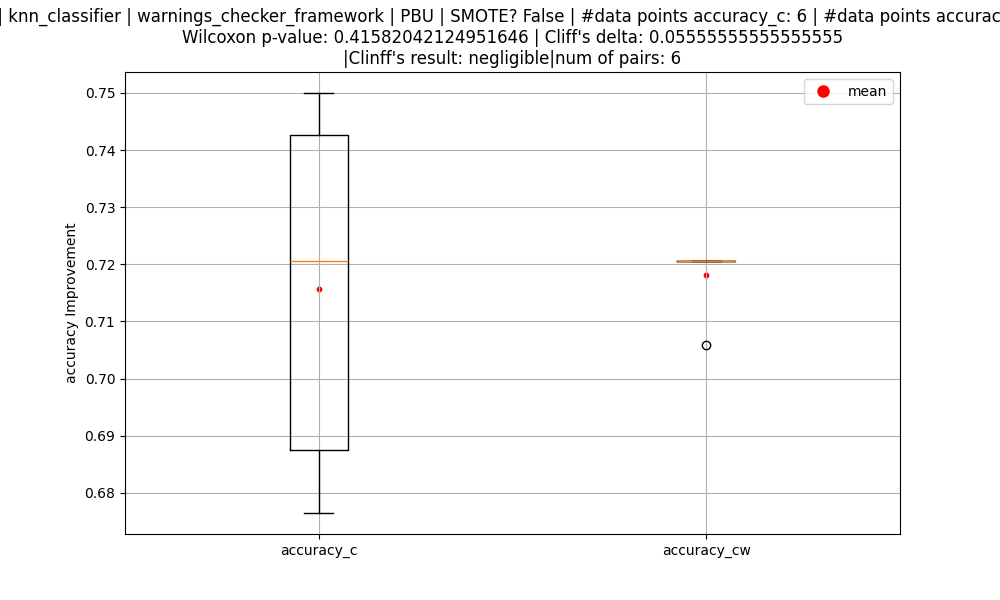 | knn_classifier | warnings_checker_framework | PBU | SMOTE? False | #data points accuracy_c: 6 | #data points
Wilcoxon p-value: 0.41582042124951646 | Cliff's delta: 0.05555555555555555
|Clinff's result: negligible|num of pairs: 6
mean
0.75
0.74
0.73
0.72
0.71
0.70
0.69
0.68
accuracy Improvement
accuracy_c
accuracy_cw